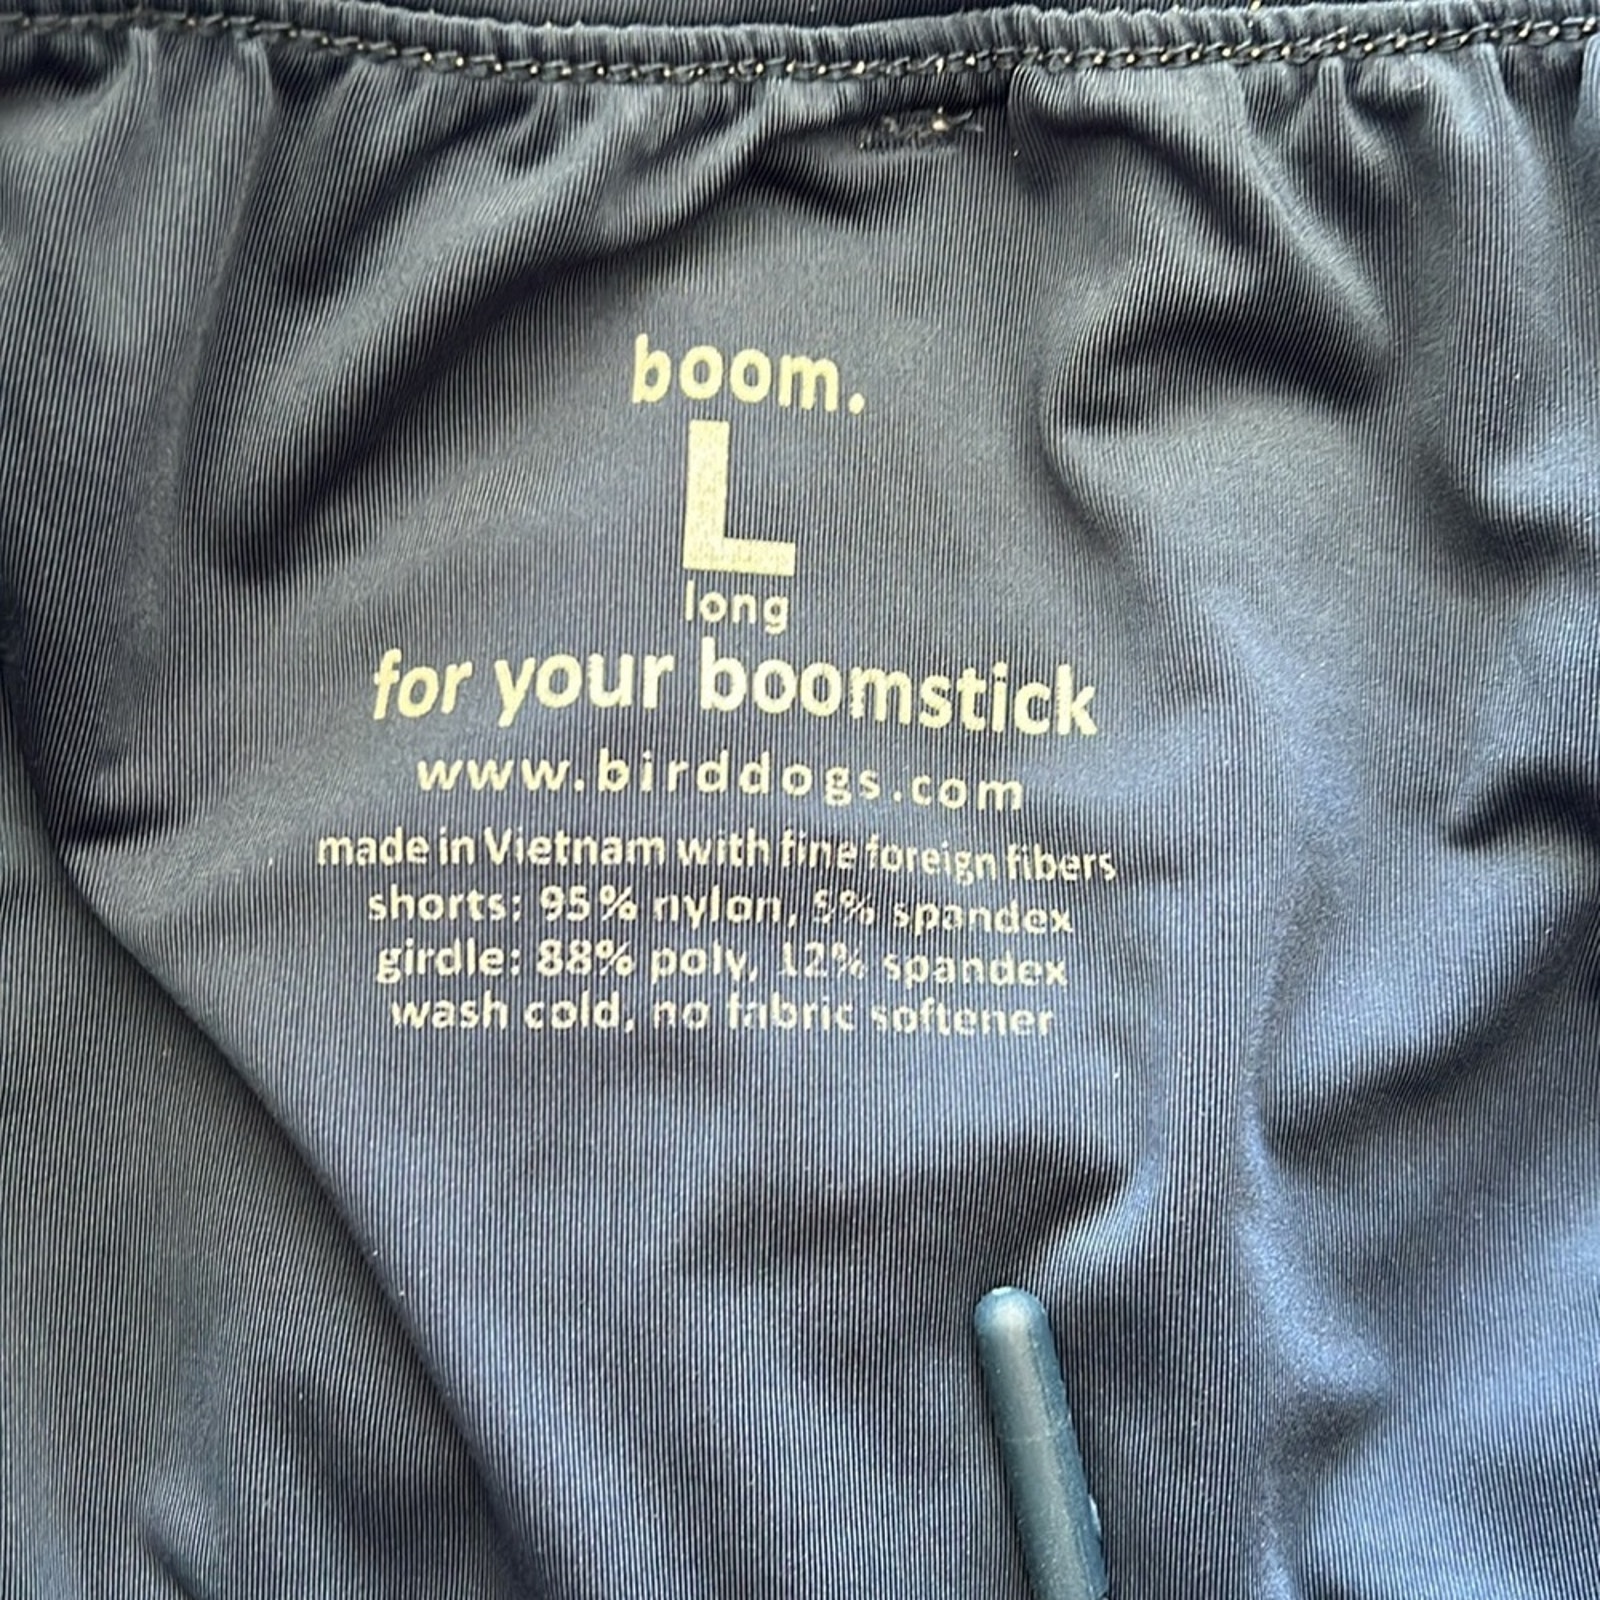 boom.
L
long
for your boomstick
www.birddogs.com
made in Vietnam with fine foreign fibers
shorts: 95% nylon, 5% spandex
girdle: 88% poly, 12% spandex
wash cold, no fabric softener